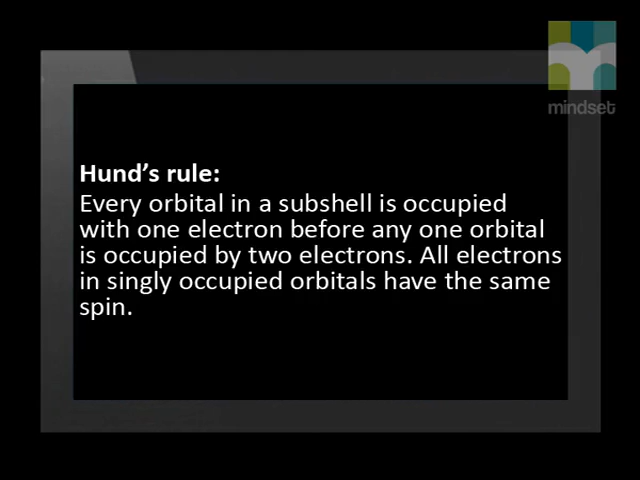 mindset
Hund's rule:
Every orbital in a subshell is occupied
with one electron before any one orbital
is occupied by two electrons. All electrons
in singly occupied orbitals have the same
spin.